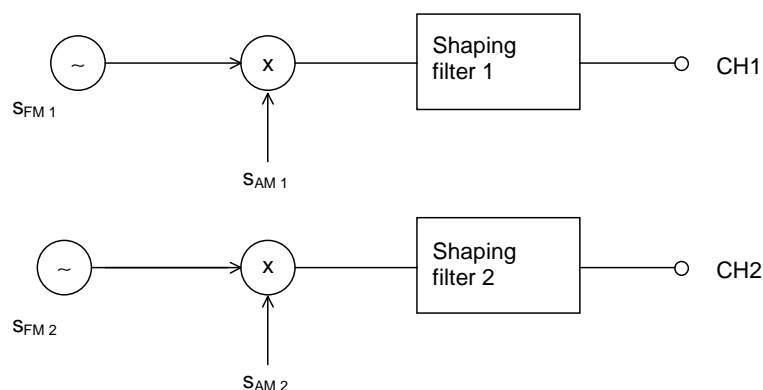 ~
x
Shaping
filter 1
CH1
sFM 1
sAM 1
~
x
Shaping
filter 2
CH2
sFM 2
sAM 2